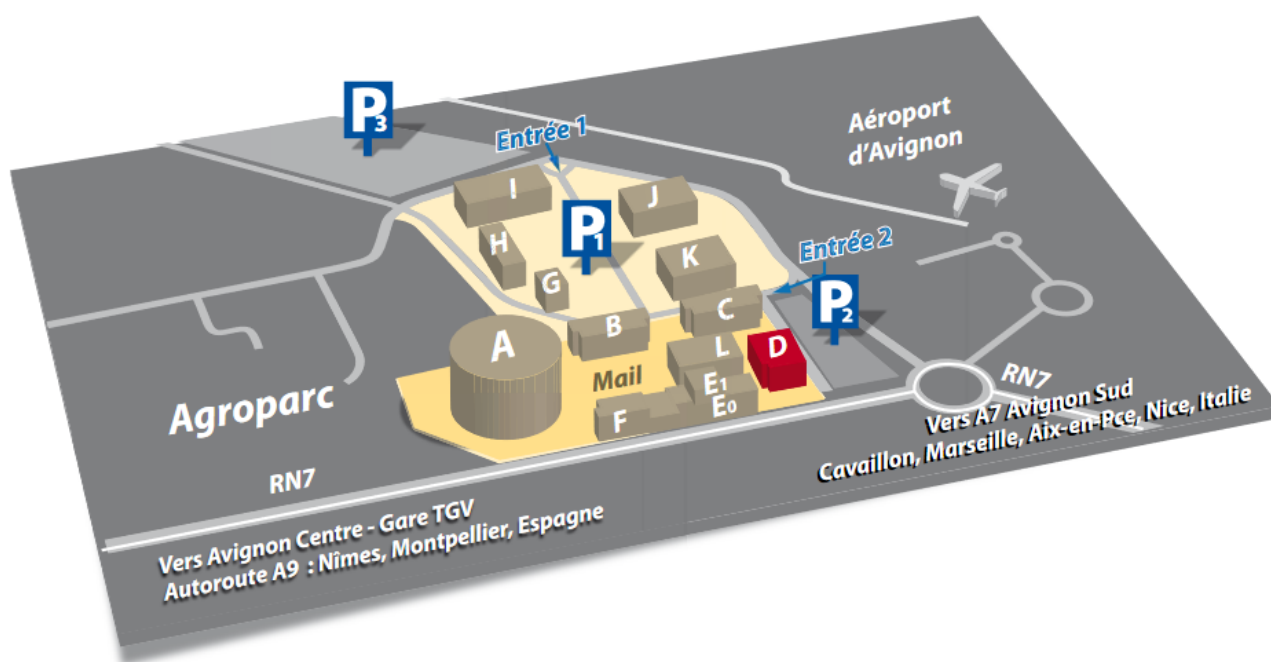 P3
Entrée 1
Aéroport
d'Avignon
I
J
P1
H
Entrée 2
K
G
P2
C
B
A
L
D
Mail
E1
RN7
Agroparc
E0
F
Vers A7 Avignon Sud
Cavaillon, Marseille, Aix-en-Pce, Nice, Italie
RN7
Vers Avignon Centre - Gare TGV
Autoroute A9 : Nîmes, Montpellier, Espagne